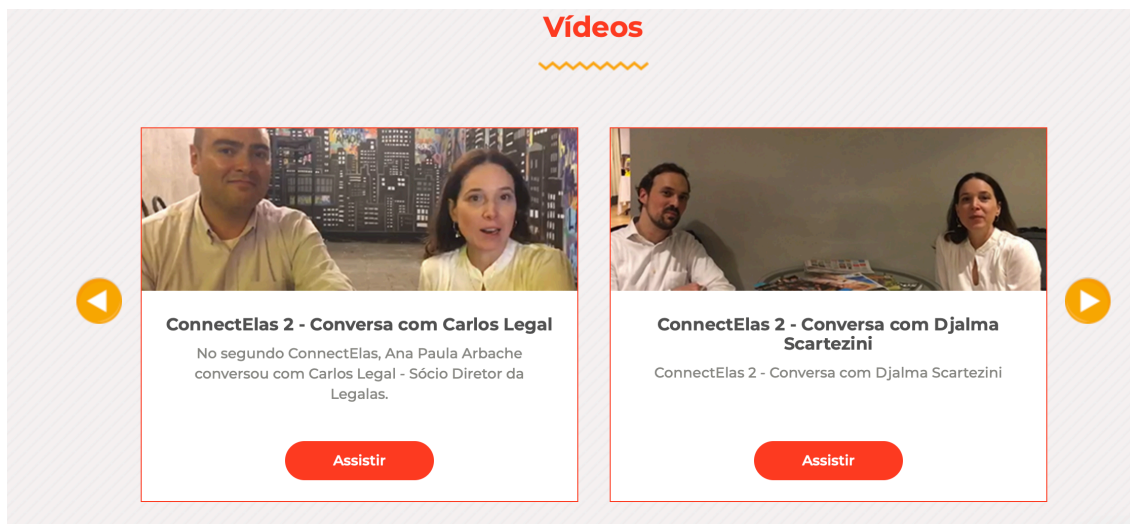 Vídeos
ConnectElas 2 - Conversa com Carlos Legal
No segundo ConnectElas, Ana Paula Arbache
conversou com Carlos Legal - Sócio Diretor da
Legalas.
Assistir
ConnectElas 2 - Conversa com Djalma
Scartezini
ConnectElas 2 - Conversa com Djalma Scartezini
Assistir